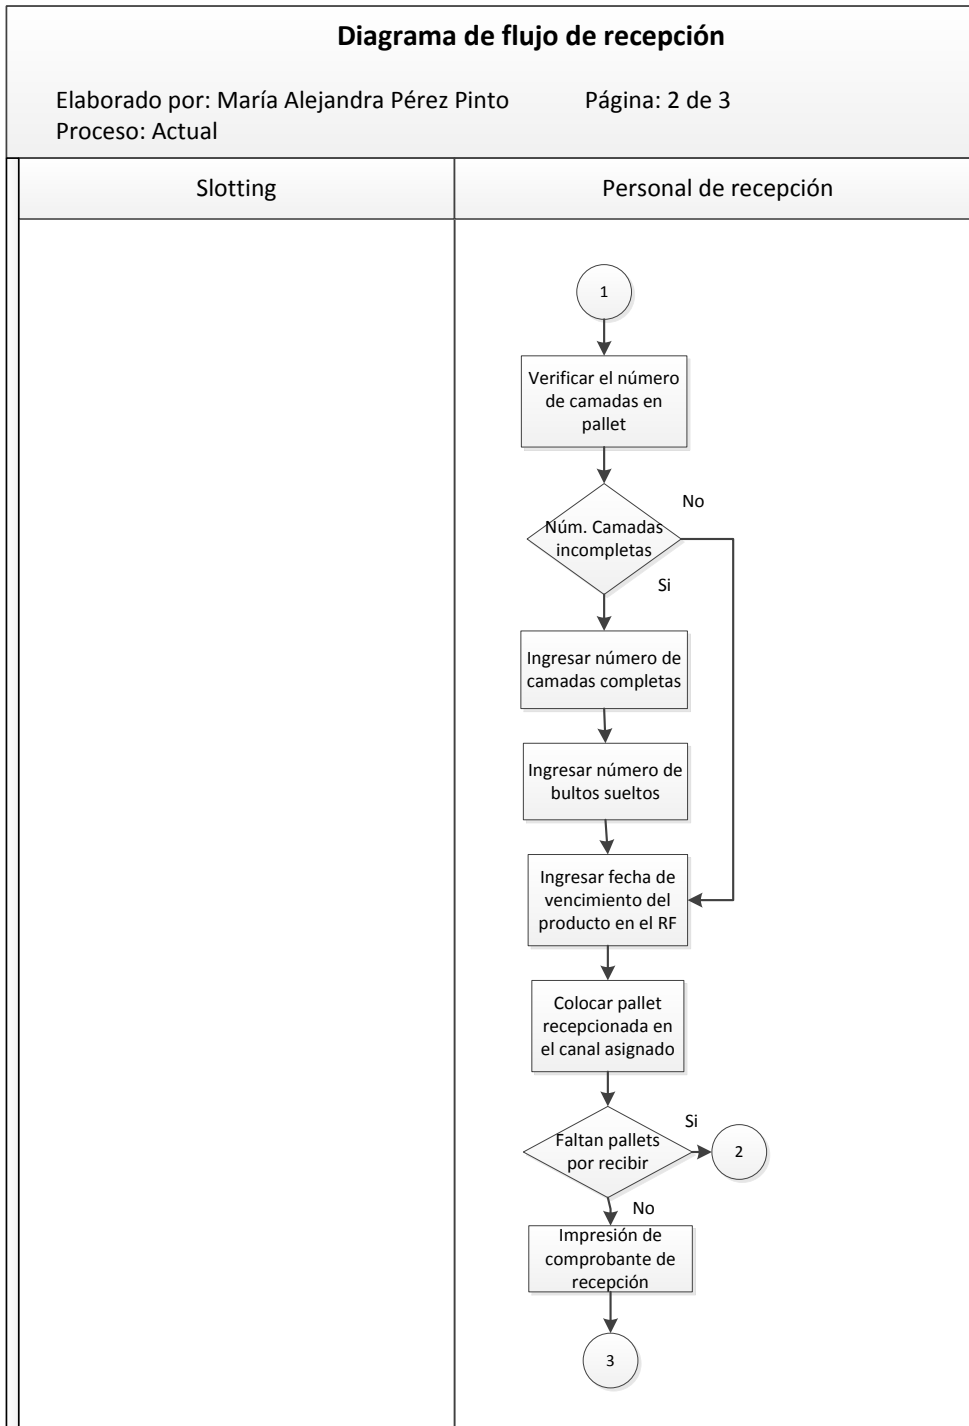 Diagrama de flujo de recepción
Elaborado por: María Alejandra Pérez Pinto Página: 2 de 3
Proceso: Actual
Slotting
Personal de recepción
1
Verificar el número
de camadas en
pallet
No
Núm. Camadas
incompletas
Si
Ingresar número de
camadas completas
Ingresar número de
bultos sueltos
Ingresar fecha de
vencimiento del
producto en el RF
Colocar pallet
recepcionada en
el canal asignado
Si
Faltan pallets
por recibir
2
No
Impresión de
comprobante de
recepción
3